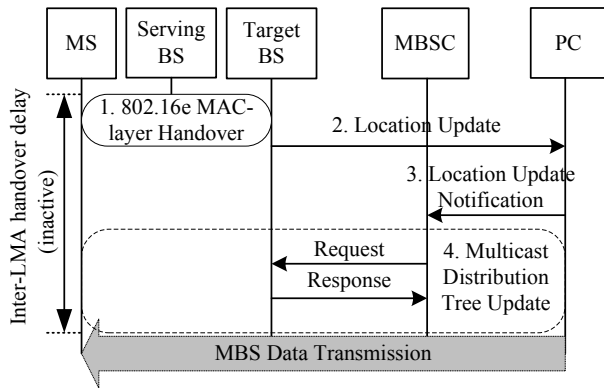 MS
Serving
BS
Target
BS
MBSC
PC
Inter-LMA handover delay
(inactive)
1. 802.16e MAC-
layer Handover
2. Location Update
3. Location Update
Notification
Request
Response
4. Multicast
Distribution
Tree Update
MBS Data Transmission